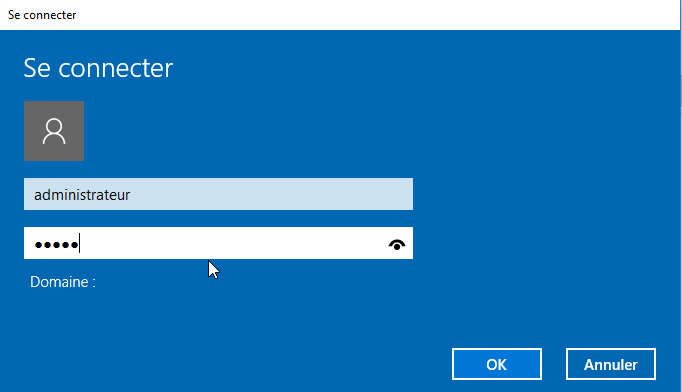 Se connecter
Se connecter
administrateur
●●●●●
Domaine :
OK Annuler